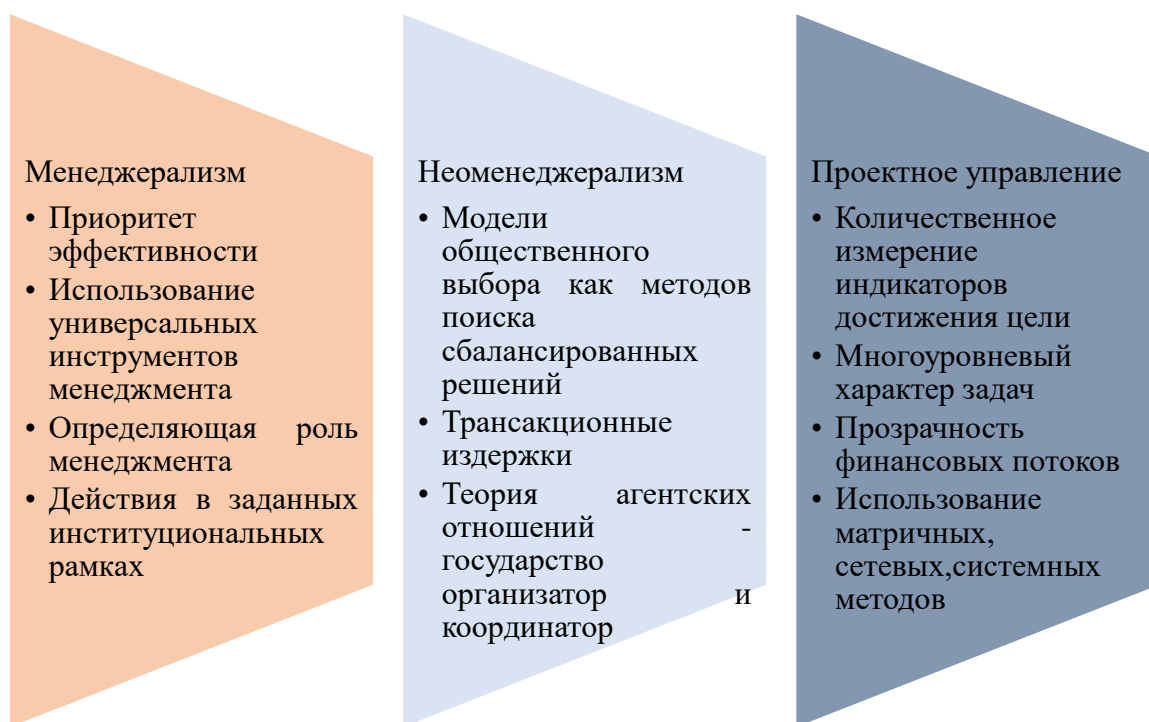 Менеджерализм
• Приоритет
эффективности
• Использование
универсальных
инструментов
менеджмента
• Определяющая роль
менеджмента
• Действия в заданных
институциональных
рамках
Неоменеджерализм
• Модели
общественного
выбора как методов
поиска
сбалансированных
решений
• Трансакционные
издержки
• Теория агентских
отношений -
государство
организатор и
координатор
Проектное управление
• Количественное
измерение
индикаторов
достижения цели
• Многоуровневый
характер задач
• Прозрачность
финансовых потоков
• Использование
матричных,
сетевых,системных
методов